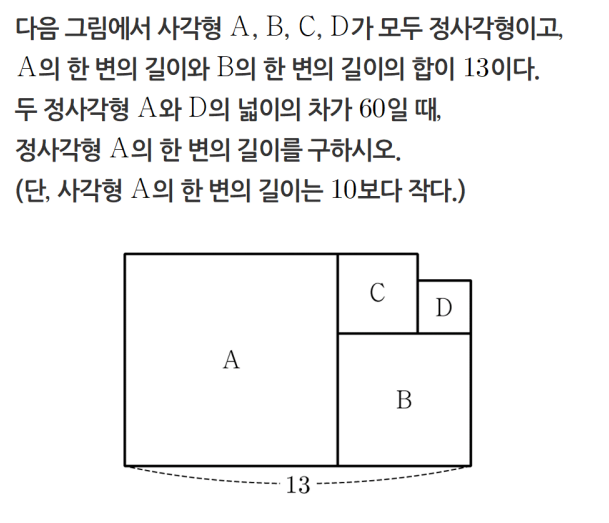 다음 그림에서 사각형 A, B, C, D가 모두 정사각형이고,
A의 한 변의 길이와 B의 한 변의 길이의 합이 13이다.
두 정사각형 A와 D의 넓이의 차가 60일 때,
정사각형 A의 한 변의 길이를 구하시오.
(단, 사각형 A의 한 변의 길이는 10보다 작다.)
C
D
A
B
13